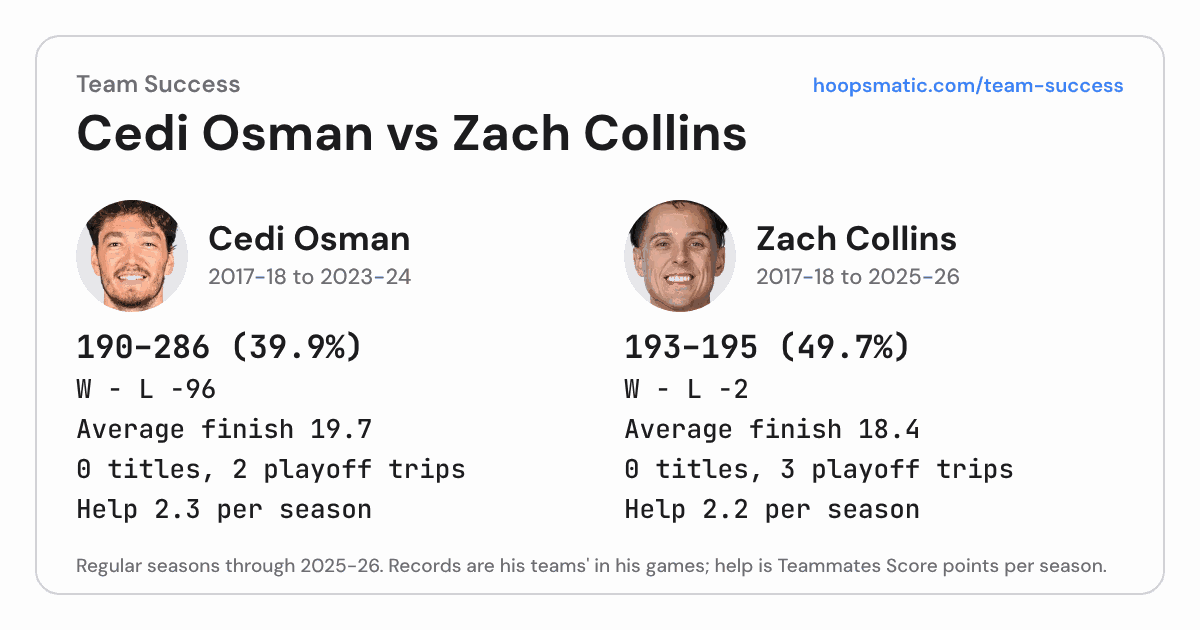 Team Success
hoopsmatic.com/team-success
Cedi Osman vs Zach Collins
Cedi Osman
2017-18 to 2023-24
190-286 (39.9%)
W - L -96
Average finish 19.7
0 titles, 2 playoff trips
Help 2.3 per season
Zach Collins
2017-18 to 2025-26
193-195 (49.7%)
W - L -2
Average finish 18.4
0 titles, 3 playoff trips
Help 2.2 per season
Regular seasons through 2025-26. Records are his teams' in his games; help is Teammates Score points per season.